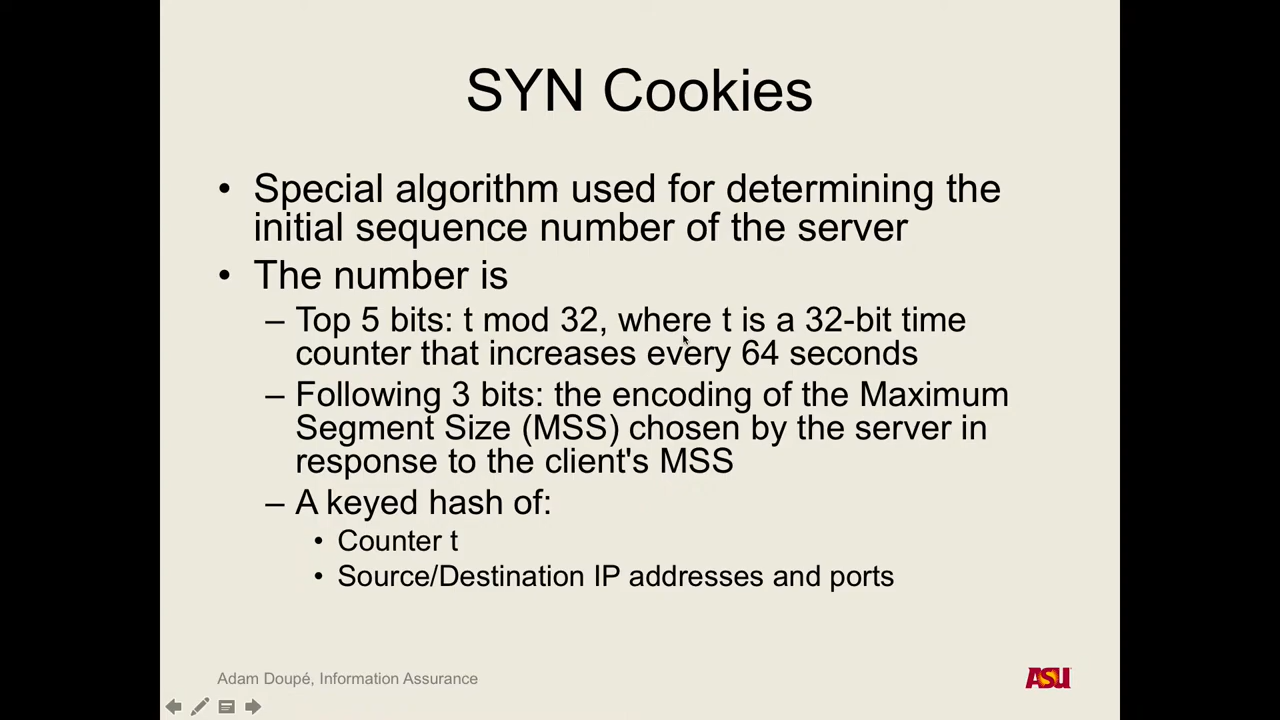 SYN Cookies
• Special algorithm used for determining the
initial sequence number of the server
• The number is
– Top 5 bits: t mod 32, where t is a 32-bit time
counter that increases every 64 seconds
– Following 3 bits: the encoding of the Maximum
Segment Size (MSS) chosen by the server in
response to the client's MSS
– A keyed hash of:
• Counter t
• Source/Destination IP addresses and ports
Adam Doupé, Information Assurance
ASU